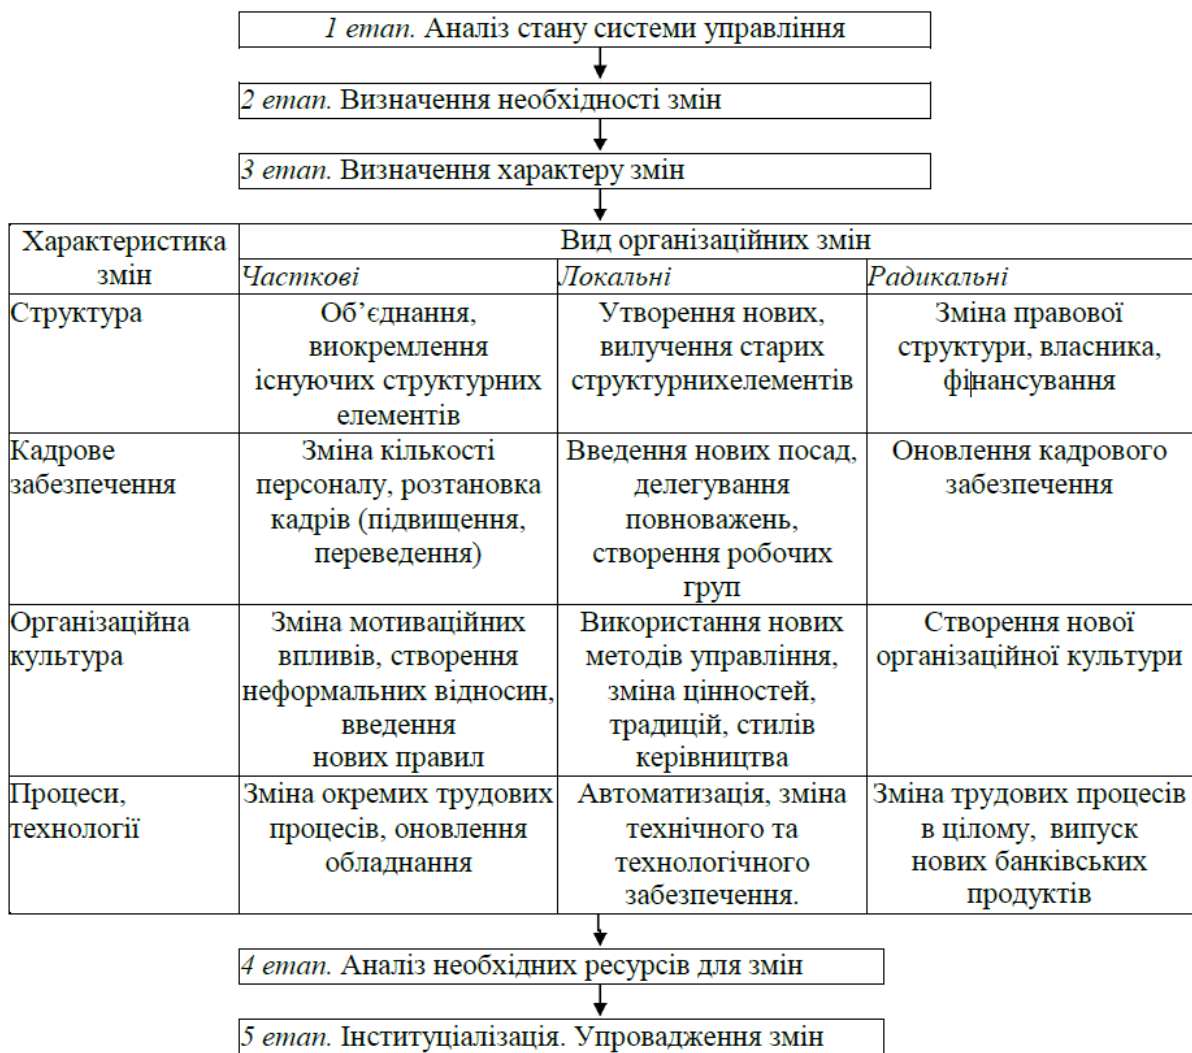 1 етап. Аналіз стану системи управління
2 етап. Визначення необхідності змін
3 етап. Визначення характеру змін
Характеристика
змін
Вид організаційних змін
Часткові
Локальні
Радикальні
Структура
Об’єднання,
виокремлення
існуючих структурних
елементів
Утворення нових,
вилучення старих
структурнихелементів
Зміна правової
структури, власника,
фінансування
Кадрове
забезпечення
Зміна кількості
персоналу, розтановка
кадрів (підвищення,
переведення)
Введення нових посад,
делегування
повноважень,
створення робочих
груп
Оновлення кадрового
забезпечення
Організаційна
культура
Зміна мотиваційних
впливів, створення
неформальних відносин,
введення
нових правил
Використання нових
методів управління,
зміна цінностей,
традицій, стилів
керівництва
Створення нової
організаційної культури
Процеси,
технології
Зміна окремих трудових
процесів, оновлення
обладнання
Автоматизація, зміна
технічного та
технологічного
забезпечення.
Зміна трудових процесів
в цілому, випуск
нових банківських
продуктів
4 етап. Аналіз необхідних ресурсів для змін
5 етап. Інституціалізація. Упровадження змін